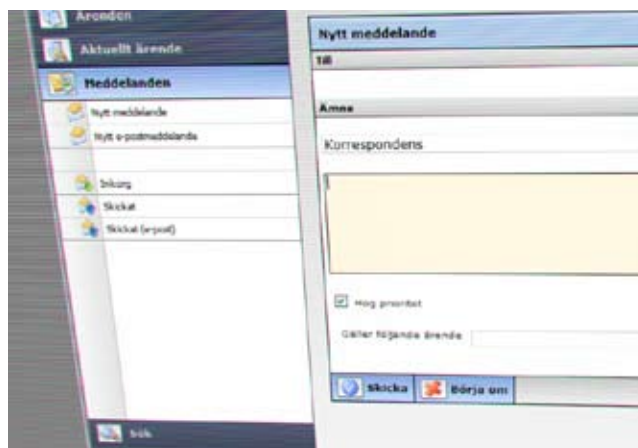 Ärenden
Aktuellt ärende
Meddelanden
Nytt meddelande
Nytt e-postmeddelande
Inkorg
Skickat
Skickat (e-post)
Sök
Nytt meddelande
Till
Ämne
Korrespondens
Hög prioritet
Gäller följande ärende
Skicka
Börja om